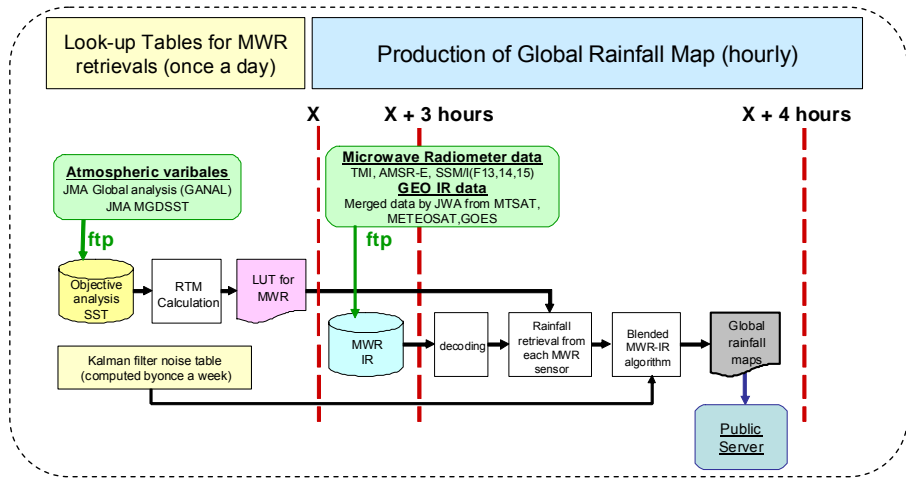 Look-up Tables for MWR
retrievals (once a day)
Production of Global Rainfall Map (hourly)
X
X + 3 hours
X + 4 hours
Atmospheric varibales
JMA Global analysis (GANAL)
JMA MGDSST
Microwave Radiometer data
TMI, AMSR-E, SSM/I(F13,14,15)
GEO IR data
Merged data by JWA from MTSAT,
METEOSAT,GOES
ftp
ftp
Objective
analysis
SST
RTM
Calculation
LUT for
MWR
MWR
IR
decoding
Rainfall
retrieval from
each MWR
sensor
Blended
MWR-IR
algorithm
Global
rainfall
maps
Kalman filter noise table
(computed byonce a week)
Public
Server